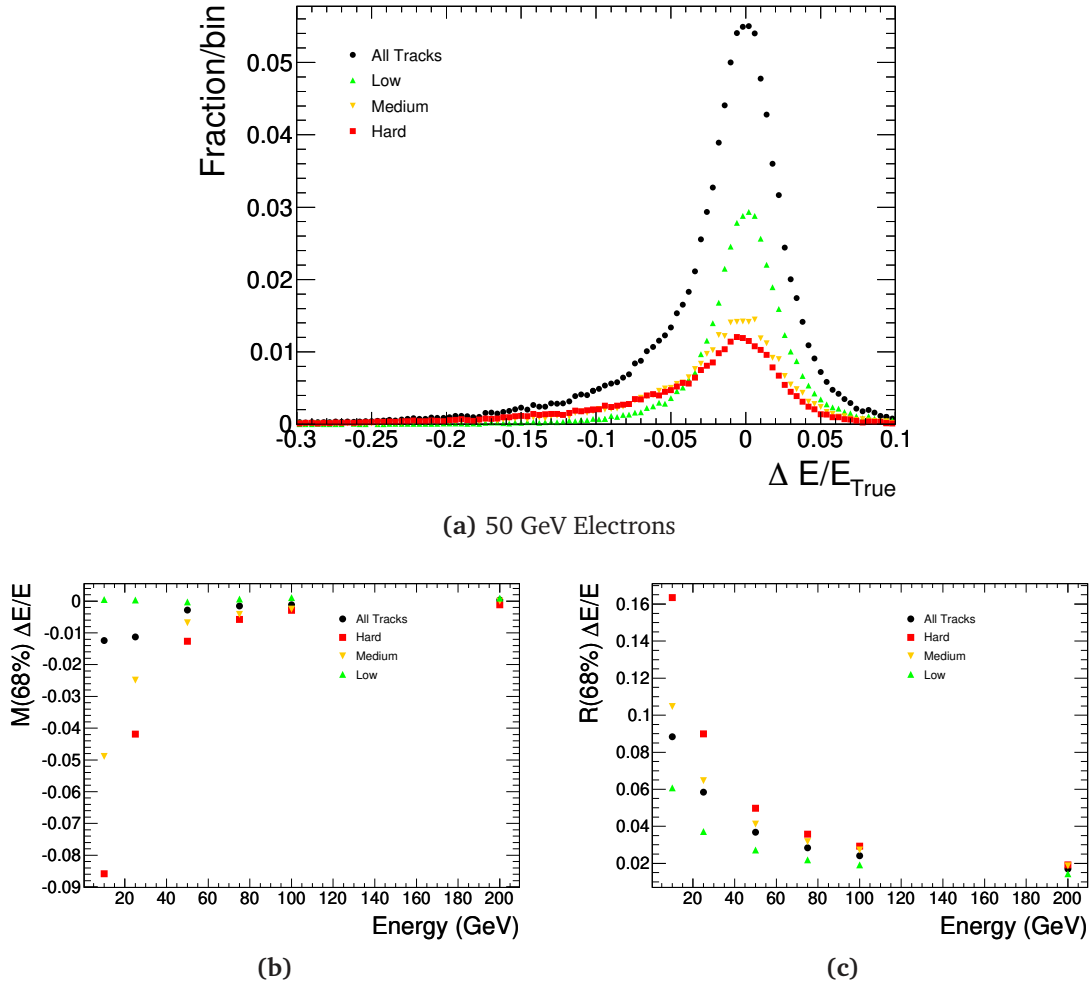 Fraction/bin
All Tracks
Low
Medium
Hard
0.05
0.04
0.03
0.02
0.01
0
-0.3 -0.25 -0.2 -0.15 -0.1 -0.05 0 0.05 0.1
Δ E/E_True
(a) 50 GeV Electrons
M(68%) ΔE/E
0
-0.01
-0.02
-0.03
-0.04
-0.05
-0.06
-0.07
-0.08
-0.09
All Tracks
Hard
Medium
Low
20 40 60 80 100 120 140 160 180 200
Energy (GeV)
(b)
R(68%) ΔE/E
0.16
0.14
0.12
0.1
0.08
0.06
0.04
0.02
All Tracks
Hard
Medium
Low
20 40 60 80 100 120 140 160 180 200
Energy (GeV)
(c)